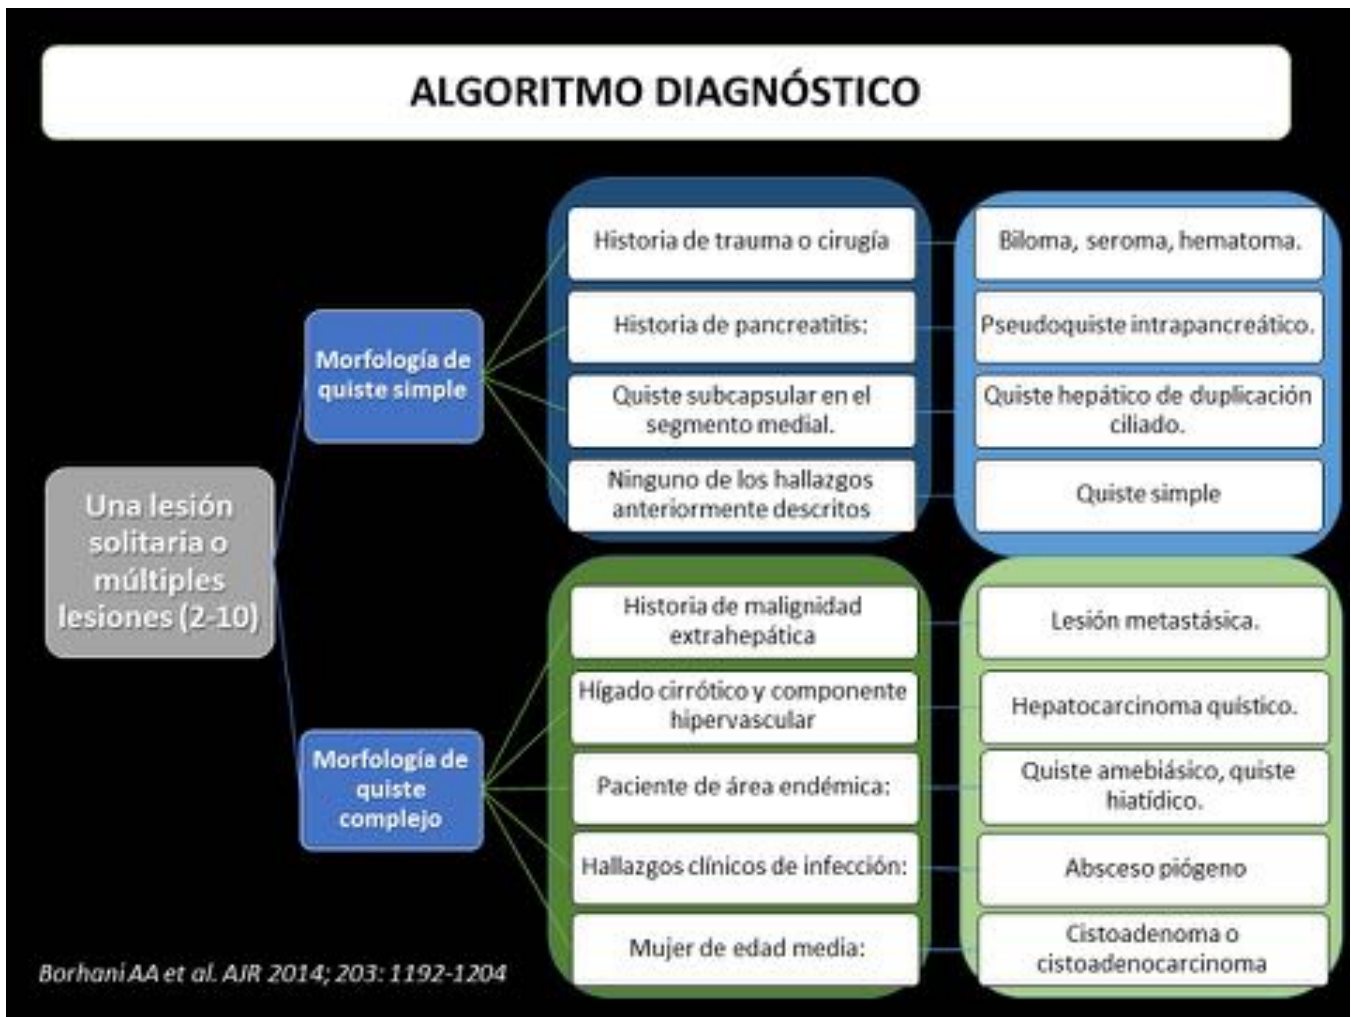 ALGORITMO DIAGNÓSTICO
Una lesión
solitaria o
múltiples
lesiones (2-10)
Morfología de
quiste simple
Historia de trauma o cirugía
Biloma, seroma, hematoma.
Historia de pancreatitis:
Pseudoquiste intrapancreático.
Quiste subcapsular en el
segmento medial.
Quiste hepático de duplicación
ciliado.
Ninguno de los hallazgos
anteriormente descritos
Quiste simple
Morfología de
quiste
complejo
Historia de malignidad
extrahepática
Lesión metastásica.
Hígado cirrótico y componente
hipervascular
Hepatocarcinoma quístico.
Paciente de área endémica:
Quiste amebiásico, quiste
hiatídico.
Hallazgos clínicos de infección:
Absceso piógeno
Mujer de edad media:
Cistoadenoma o
cistoadenocarcinoma
Borhani AA et al. AJR 2014; 203: 1192-1204